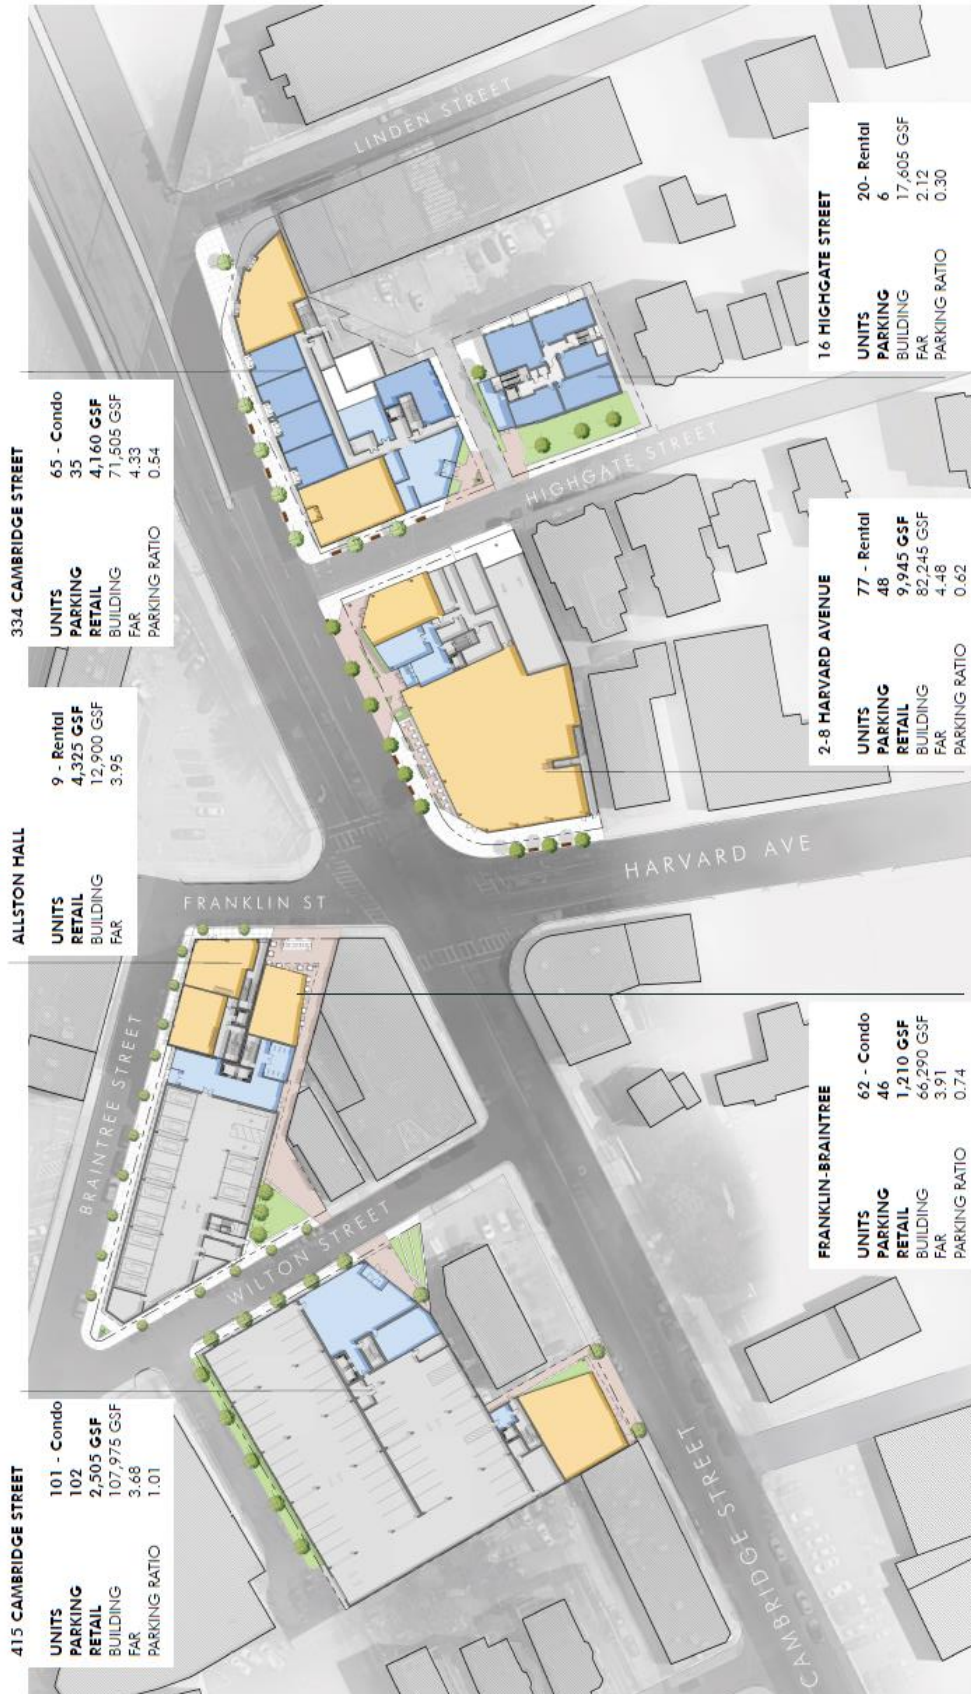 415 CAMBRIDGE STREET
UNITS 101 - Condo
PARKING 102
RETAIL 2,505 GSF
BUILDING 107,975 GSF
FAR 3.68
PARKING RATIO 1.01
ALLSTON HALL
UNITS 9 - Rental
RETAIL 4,325 GSF
BUILDING 12,900 GSF
FAR 3.95
334 CAMBRIDGE STREET
UNITS 65 - Condo
PARKING 35
RETAIL 4,160 GSF
BUILDING 71,505 GSF
FAR 4.33
PARKING RATIO 0.54
BRAINTREE STREET
FRANKLIN ST
WILTON STREET
LINDEN STREET
HIGHGATE STREET
HARVARD AVE
CAMBRIDGE STREET
FRANKLIN-BRAINTREE
UNITS 62 - Condo
PARKING 46
RETAIL 1,210 GSF
BUILDING 66,290 GSF
FAR 3.91
PARKING RATIO 0.74
2-8 HARVARD AVENUE
UNITS 77 - Rental
PARKING 48
RETAIL 9,945 GSF
BUILDING 82,245 GSF
FAR 4.48
PARKING RATIO 0.62
16 HIGHGATE STREET
UNITS 20- Rental
PARKING 6
BUILDING 17,605 GSF
FAR 2.12
PARKING RATIO 0.30